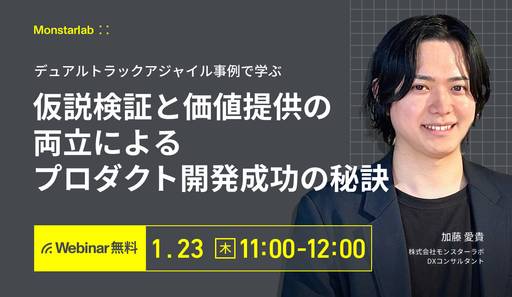 Monstarlab
デュアルトラックアジャイル事例で学ぶ
仮説検証と価値提供の
両立による
プロダクト開発成功の秘訣
Webinar無料 1.23 木 11:00-12:00
加藤 愛貴
株式会社モンスターラボ
DXコンサルタント